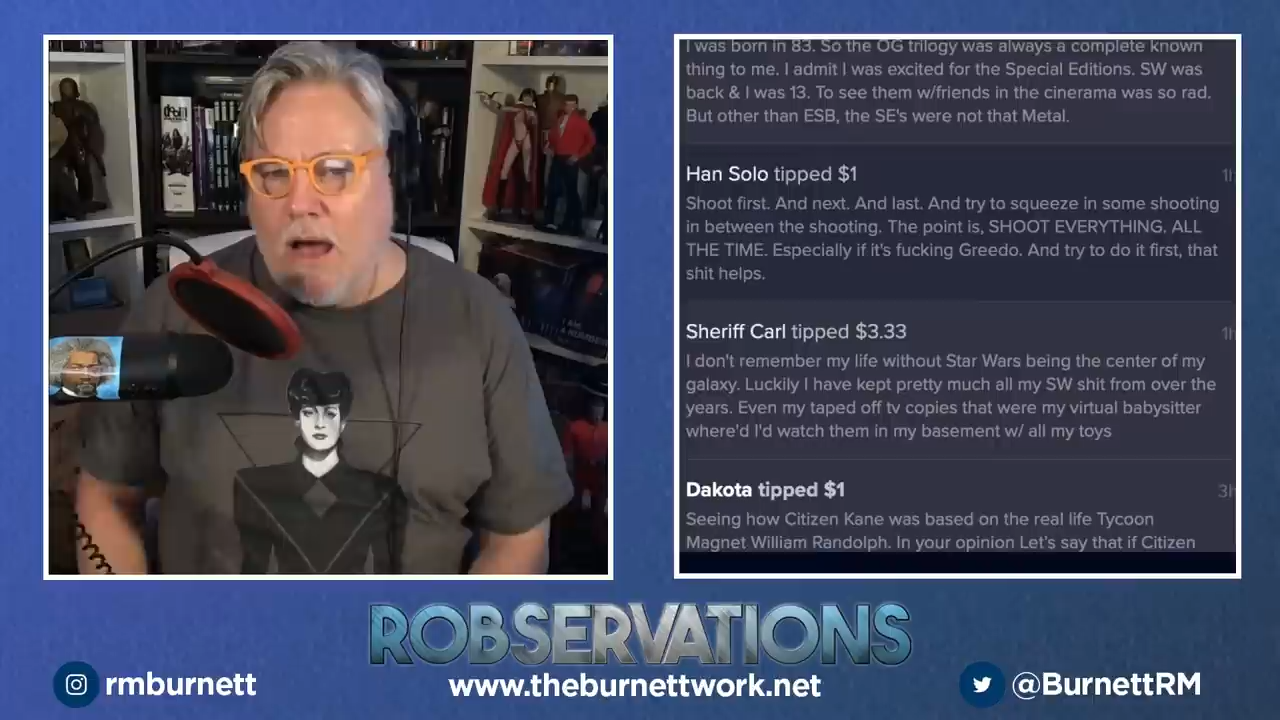 I was born in 83. So the OG trilogy was always a complete known
thing to me. I admit I was excited for the Special Editions. SW was
back & I was 13. To see them w/friends in the cinerama was so rad.
But other than ESB, the SE's were not that Metal.
Han Solo tipped $1
Shoot first. And next. And last. And try to squeeze in some shooting
in between the shooting. The point is, SHOOT EVERYTHING. ALL
THE TIME. Especially if it's fucking Greedo. And try to do it first, that
shit helps.
Sheriff Carl tipped $3.33
I don't remember my life without Star Wars being the center of my
galaxy. Luckily I have kept pretty much all my SW shit from over the
years. Even my taped off tv copies that were my virtual babysitter
where'd I'd watch them in my basement w/ all my toys
Dakota tipped $1
3h
Seeing how Citizen Kane was based on the real life Tycoon
Magnet William Randolph. In your opinion Let's say that if Citizen
I AM
A NUMBER
ROBSERVATIONS
rmburnett
www.theburnettwork.net
@BurnettRM